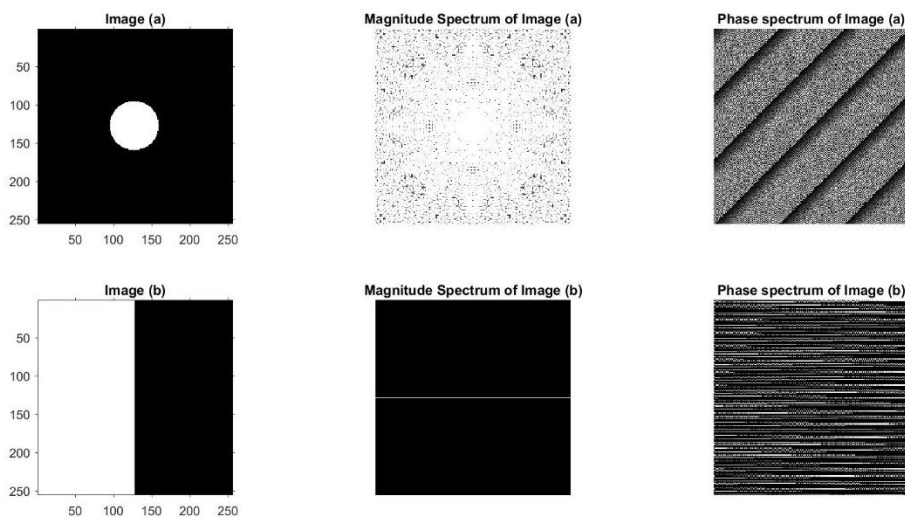 Image (a)
Magnitude Spectrum of Image (a)
Phase spectrum of Image (a)
50
100
150
200
250
50 100 150 200 250
Image (b)
Magnitude Spectrum of Image (b)
Phase spectrum of Image (b)
50
100
150
200
250
50 100 150 200 250